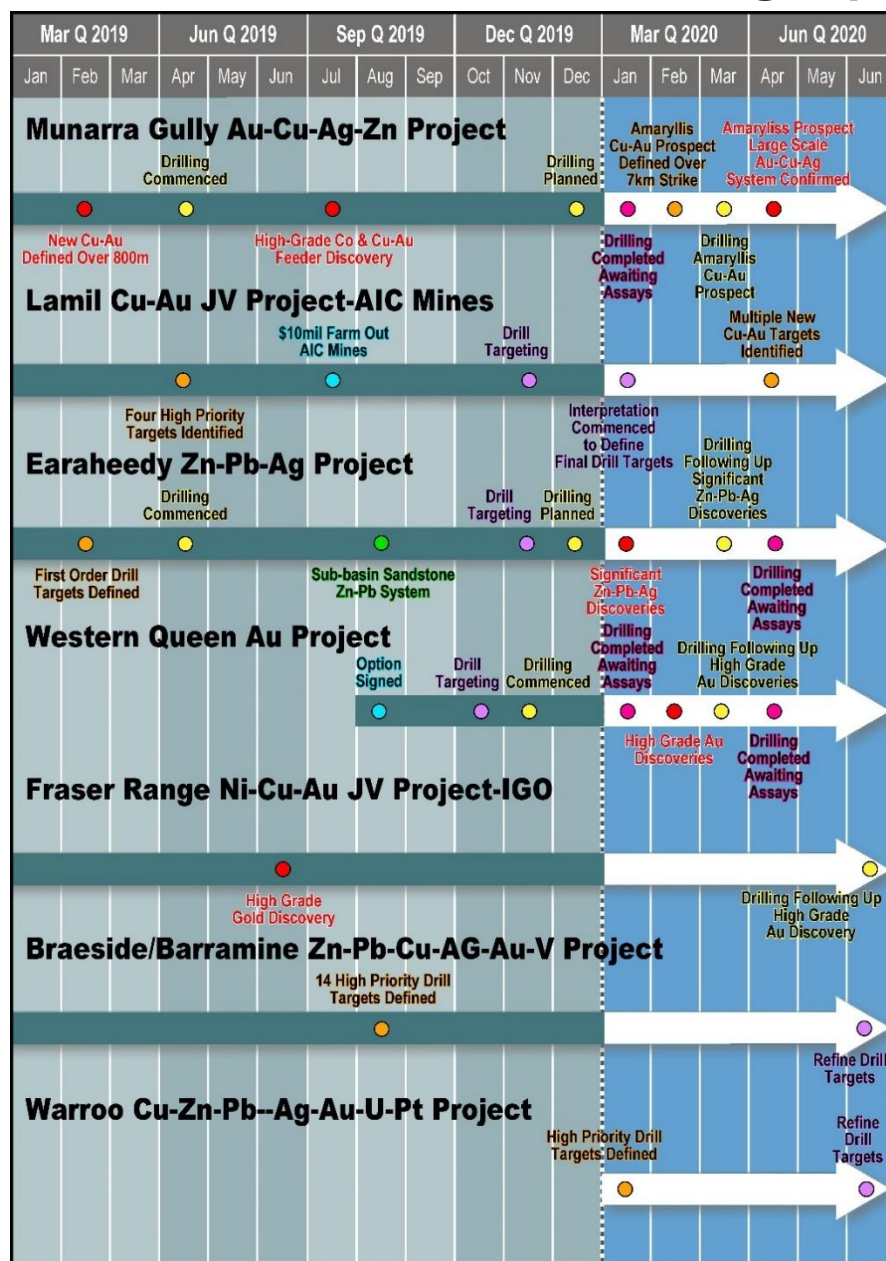 Mar Q 2019 Jun Q 2019 Sep Q 2019 Dec Q 2019 Mar Q 2020 Jun Q 2020
Jan Feb Mar Apr May Jun Jul Aug Sep Oct Nov Dec Jan Feb Mar Apr May Jun
Munarra Gully Au-Cu-Ag-Zn Project
Drilling
Commenced
Drilling
Planned
Amaryllis
Cu-Au Prospect
Defined Over
7km Strike
Amaryliss Prospect
Large Scale
Au-Cu-Ag
System Confirmed
New Cu-Au
Defined Over 800m
High-Grade Co & Cu-Au
Feeder Discovery
Drilling
Completed
Awaiting
Assays
Drilling
Amaryllis
Cu-Au
Prospect
Lamil Cu-Au JV Project-AIC Mines
$10mil Farm Out
AIC Mines
Drill
Targeting
Multiple New
Cu-Au Targets
Identified
Four High Priority
Targets Identified
Interpretation
Commenced
to Define
Final Drill Targets
Earaheedy Zn-Pb-Ag Project
Drilling
Commenced
Drill
Targeting
Drilling
Planned
Drilling
Following Up
Significant
Zn-Pb-Ag
Discoveries
First Order Drill
Targets Defined
Sub-basin Sandstone
Zn-Pb System
Significant
Zn-Pb-Ag
Discoveries
Drilling
Completed
Awaiting
Assays
Western Queen Au Project
Option
Signed
Drill
Targeting
Drilling
Commenced
Drilling
Completed
Awaiting
Assays
Drilling Following Up
High Grade
Au Discoveries
High Grade Au
Discoveries
Drilling
Completed
Awaiting
Assays
Fraser Range Ni-Cu-Au JV Project-IGO
High Grade
Gold Discovery
Drilling Following Up
High Grade
Au Discovery
Braeside/Barramine Zn-Pb-Cu-AG-Au-V Project
14 High Priority Drill
Targets Defined
Refine Drill
Targets
Warroo Cu-Zn-Pb--Ag-Au-U-Pt Project
High Priority Drill
Targets Defined
Refine
Drill
Targets